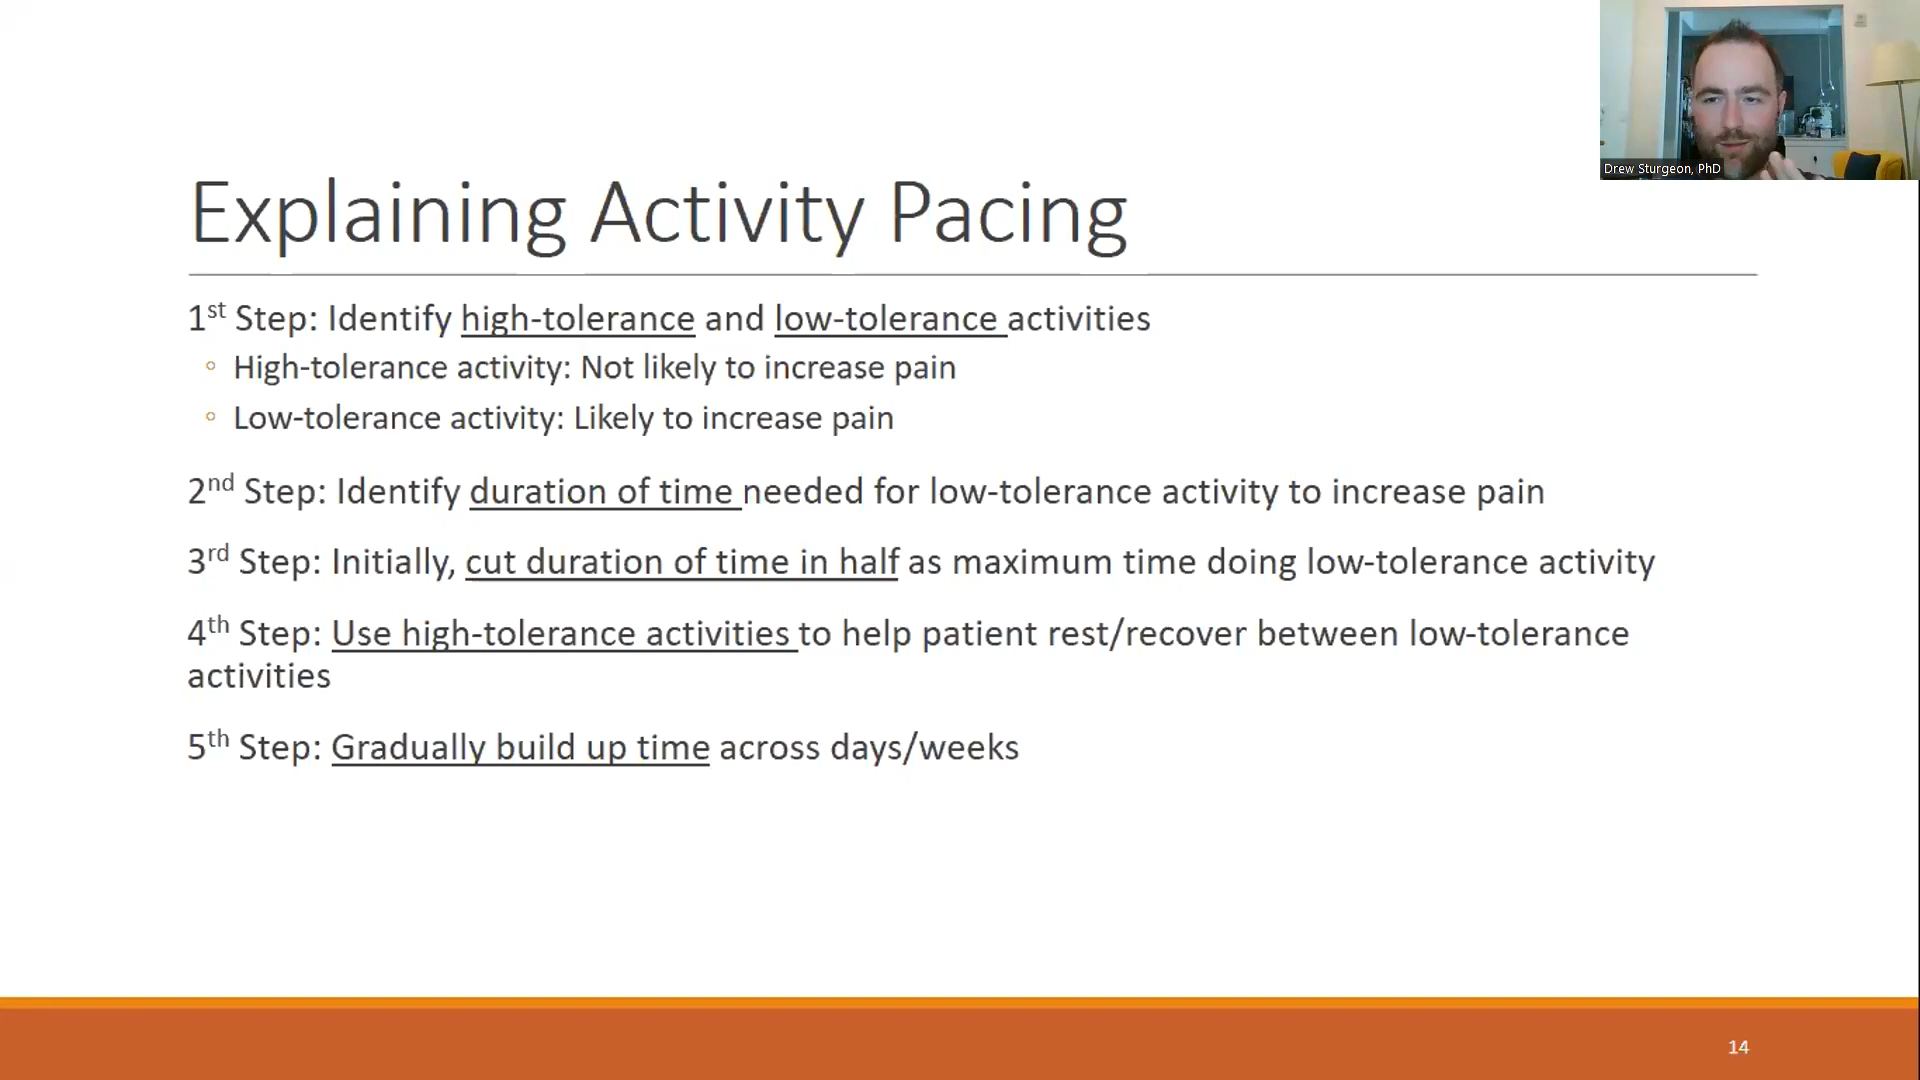 Drew Sturgeon, PhD
Explaining Activity Pacing
1st Step: Identify high-tolerance and low-tolerance activities
◦ High-tolerance activity: Not likely to increase pain
◦ Low-tolerance activity: Likely to increase pain
2nd Step: Identify duration of time needed for low-tolerance activity to increase pain
3rd Step: Initially, cut duration of time in half as maximum time doing low-tolerance activity
4th Step: Use high-tolerance activities to help patient rest/recover between low-tolerance
activities
5th Step: Gradually build up time across days/weeks
14